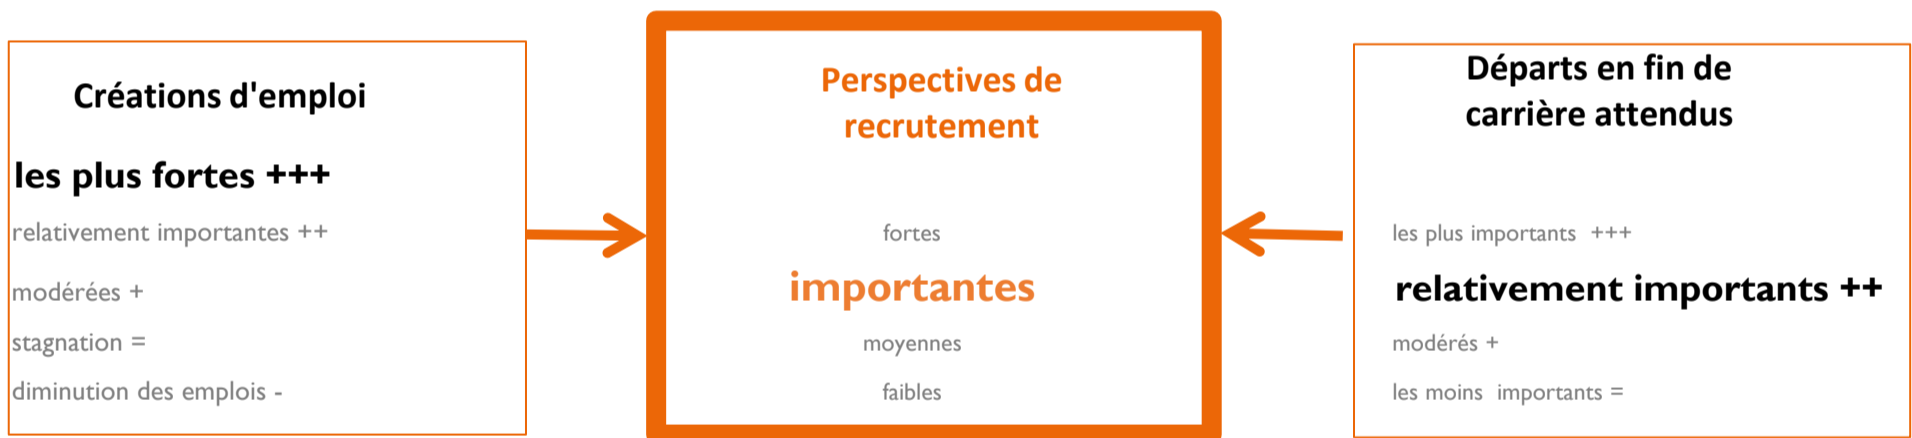 Créations d'emploi
les plus fortes +++
relativement importantes ++
modérées +
stagnation =
diminution des emplois -
Perspectives de
recrutement
fortes
importantes
moyennes
faibles
Départs en fin de
carrière attendus
les plus importants +++
relativement importants ++
modérés +
les moins importants =